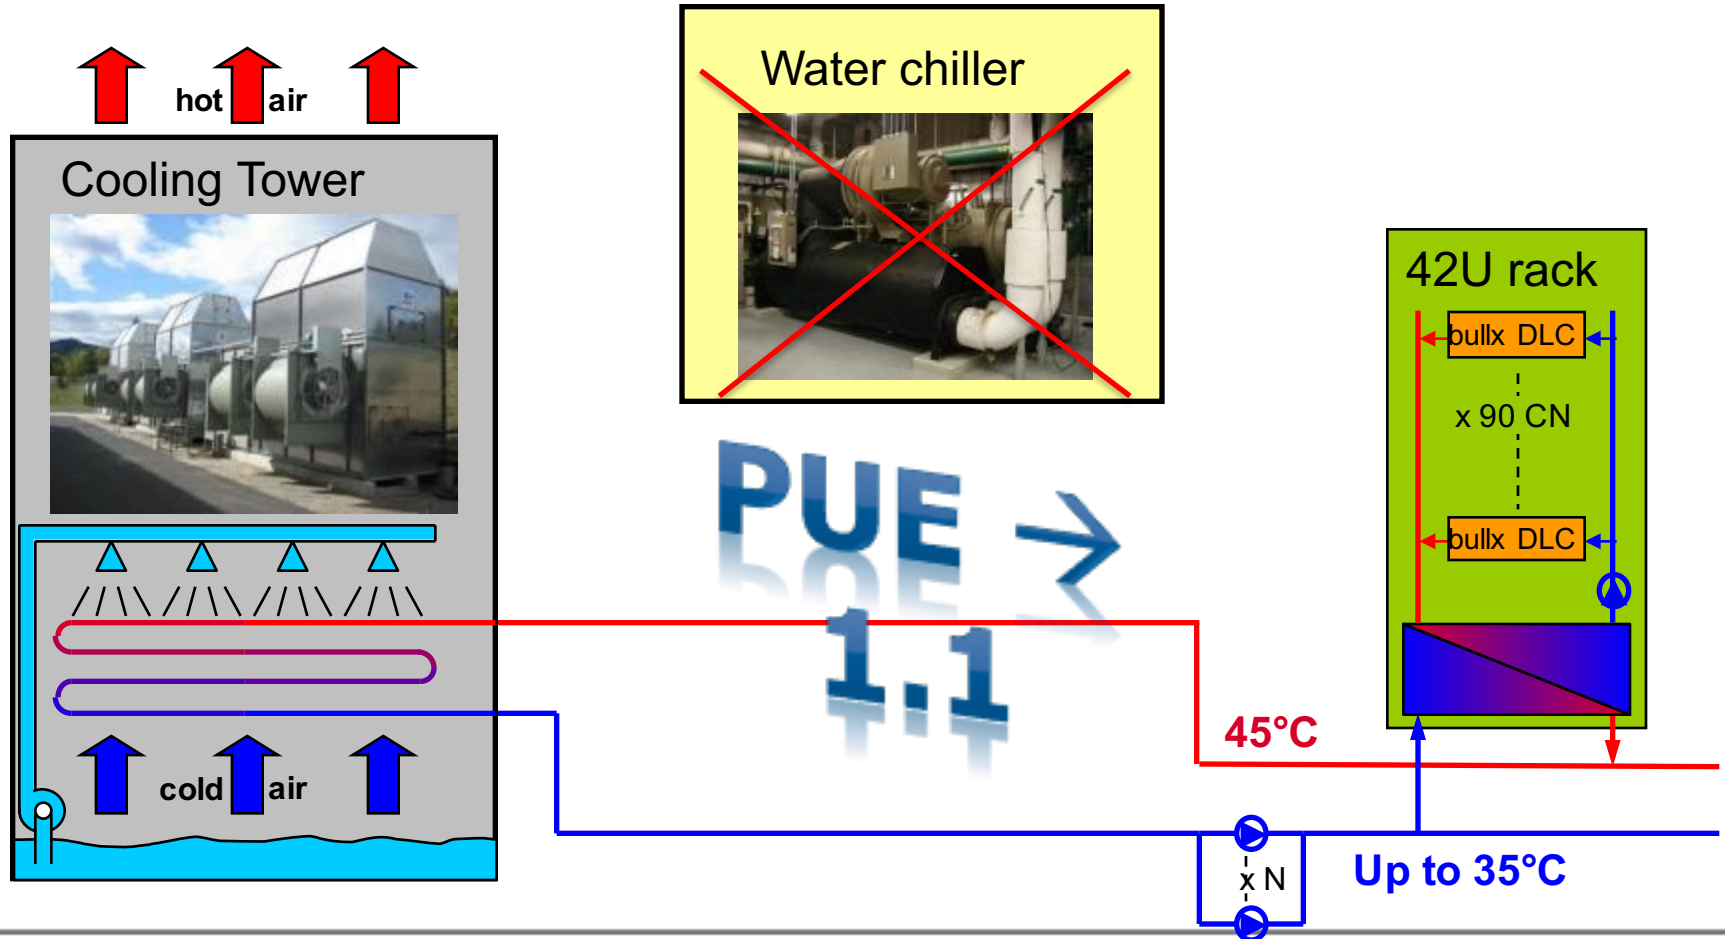 hot air
Cooling Tower
cold air
Water chiller
PUE →
1.1
42U rack
bullx DLC
x 90 CN
bullx DLC
45°C
x N
Up to 35°C